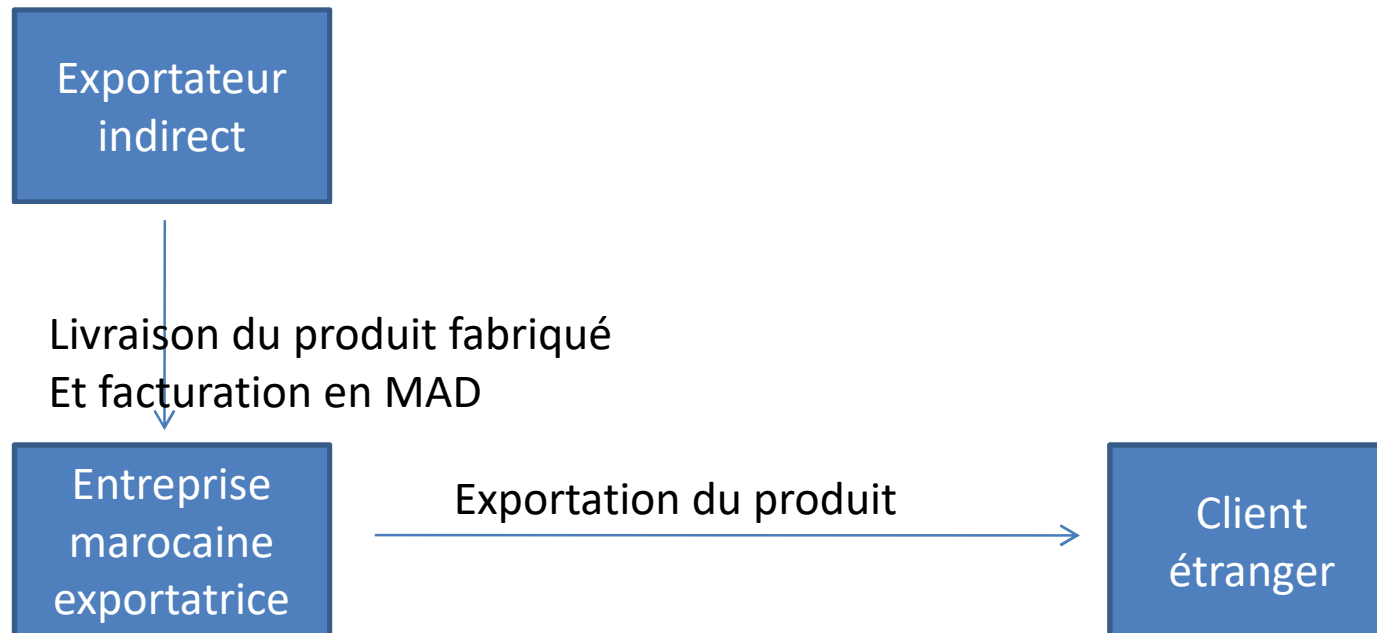 Exportateur
indirect
Livraison du produit fabriqué
Et facturation en MAD
Entreprise
marocaine
exportatrice
Exportation du produit
Client
étranger